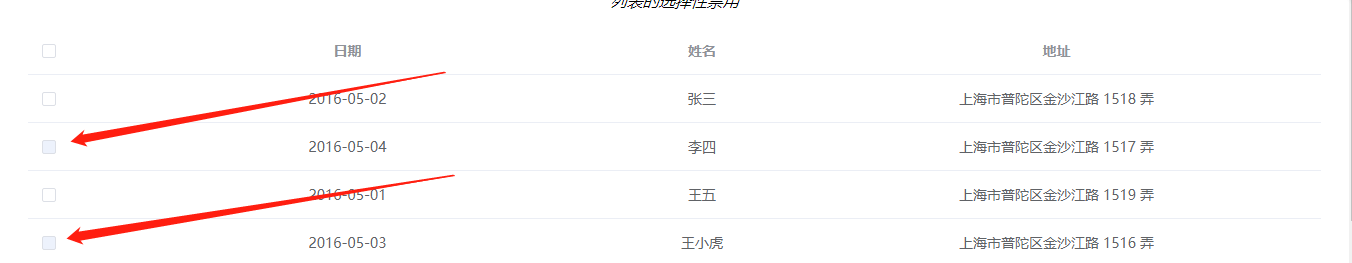 列表的选择性禁用
日期 姓名 地址
2016-05-02 张三 上海市普陀区金沙江路 1518 弄
2016-05-04 李四 上海市普陀区金沙江路 1517 弄
2016-05-01 王五 上海市普陀区金沙江路 1519 弄
2016-05-03 王小虎 上海市普陀区金沙江路 1516 弄